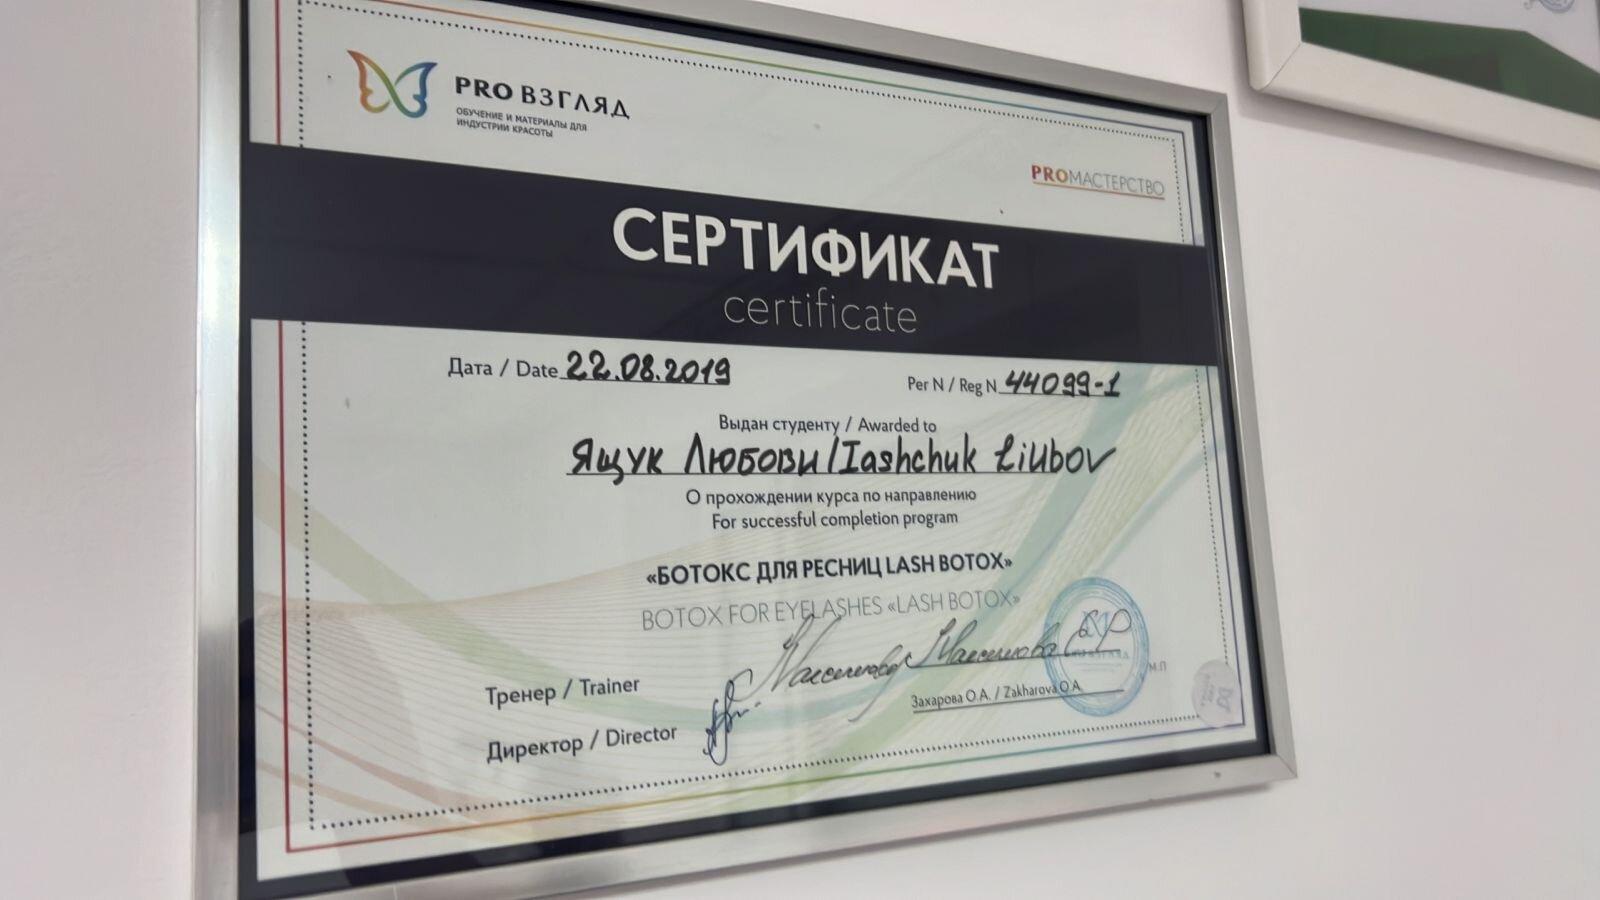 PRO ВЗГЛЯД
ОБУЧЕНИЕ И МАТЕРИАЛЫ ДЛЯ
ИНДУСТРИИ КРАСОТЫ
PROМАСТЕРСТВО
СЕРТИФИКАТ
certificate
Дата / Date 22.08.2019
Рег N / Reg N 44099-1
Выдан студенту / Awarded to
Ящук Любови/Iashchuk Liubov
О прохождении курса по направлению
For successful completion program
«БОТОКС ДЛЯ РЕСНИЦ LASH BOTOX»
BOTOX FOR EYELASHES «LASH BOTOX»
Тренер / Trainer
Максимова Максимова С Р
М.П
Захарова О.А. / Zakharova O.A.
Директор / Director